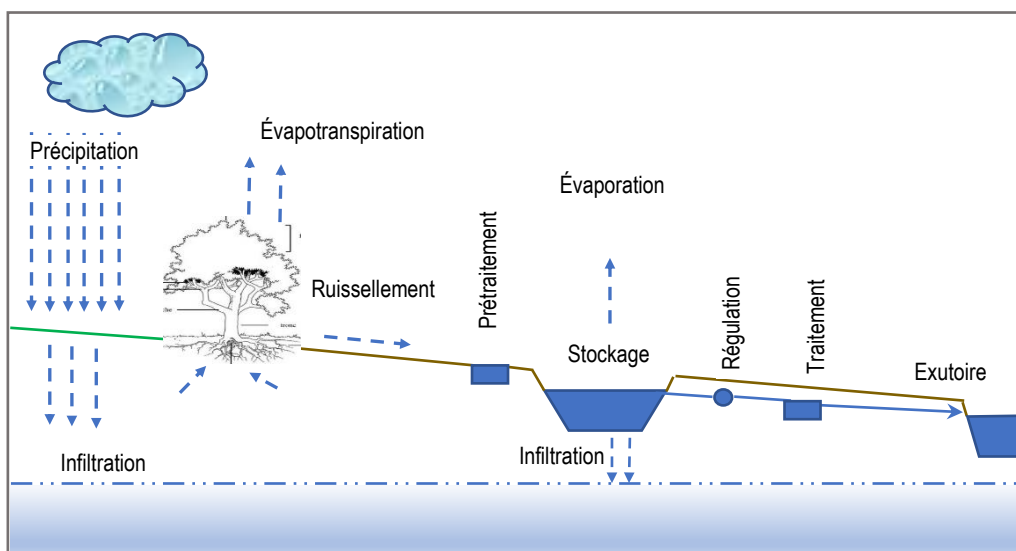 Évapotranspiration
Précipitation
Évaporation
Prétraitement
Ruissellement
Régulation
Traitement
Stockage
Exutoire
Infiltration
Infiltration